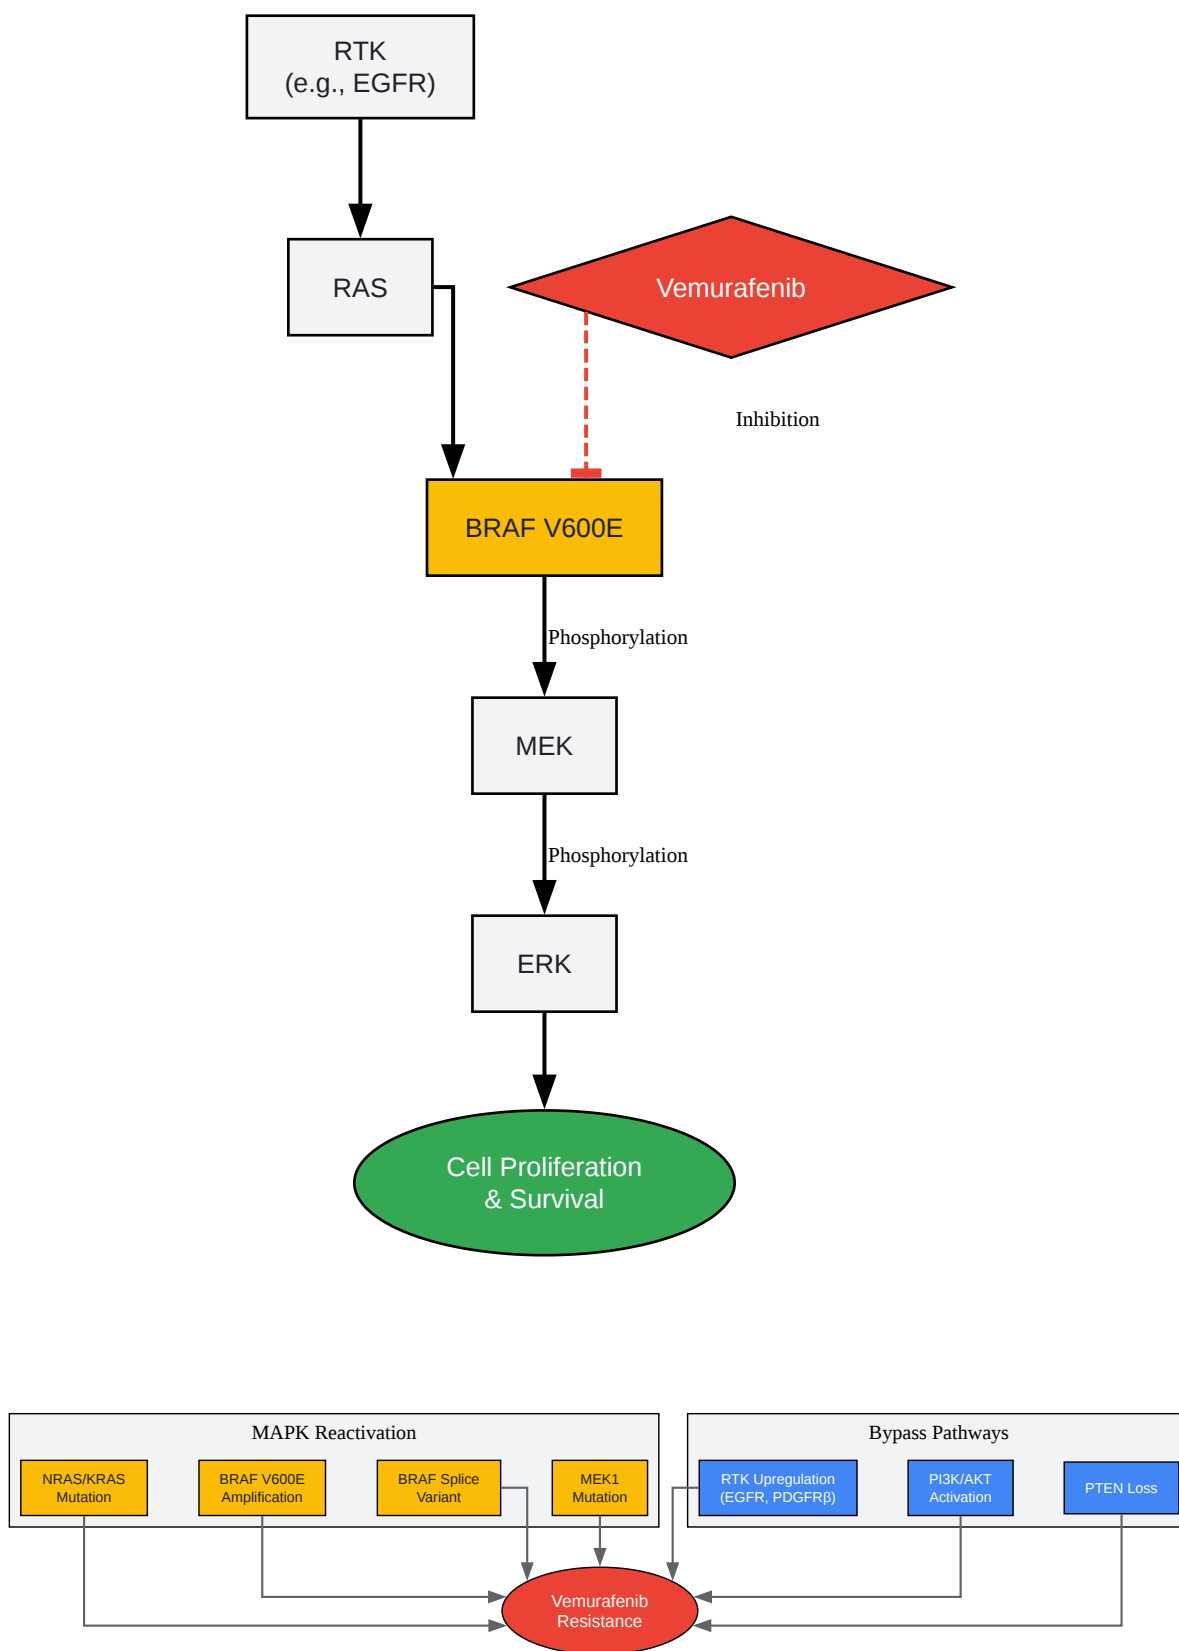 RTK
(e.g., EGFR)
RAS
Vemurafenib
Inhibition
BRAF V600E
Phosphorylation
MEK
Phosphorylation
ERK
Cell Proliferation
& Survival
MAPK Reactivation
NRAS/KRAS
Mutation
BRAF V600E
Amplification
BRAF Splice
Variant
MEK1
Mutation
Bypass Pathways
RTK Upregulation
(EGFR, PDGFRβ)
PI3K/AKT
Activation
PTEN Loss
Vemurafenib
Resistance